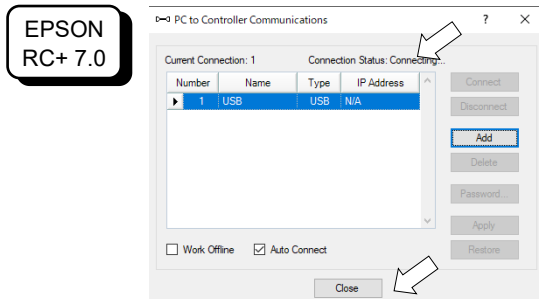 EPSON
RC+ 7.0
PC to Controller Communications
Current Connection: 1 Connection Status: Connecting...
Number Name Type IP Address
1 USB USB N/A
Connect
Disconnect
Add
Delete
Password...
Apply
Restore
Work Offline Auto Connect
Close